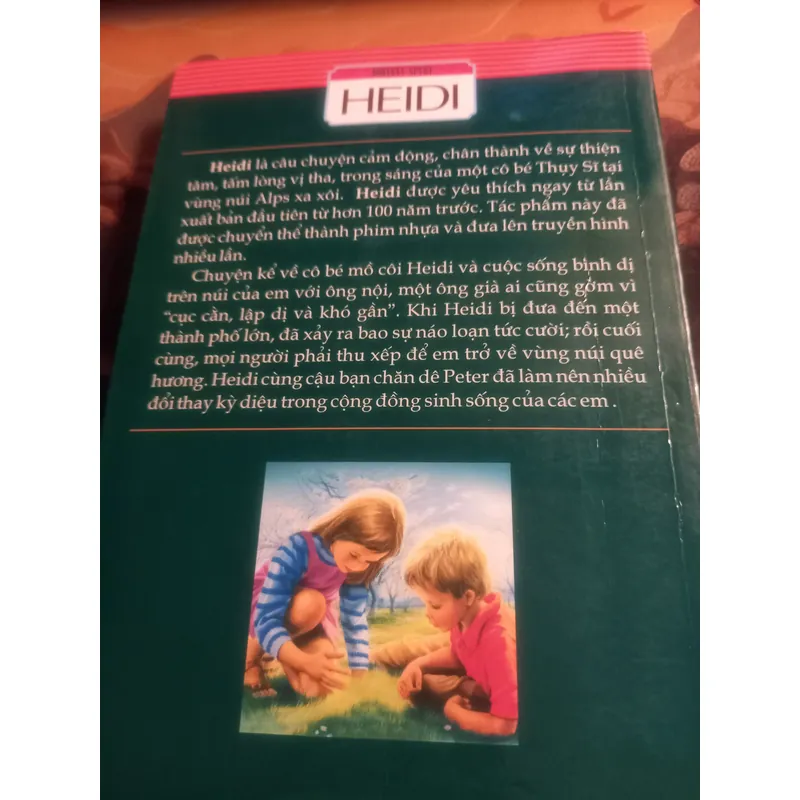 HEIDI
Heidi là câu chuyện cảm động, chân thành về sự thiện
tâm, tấm lòng vị tha, trong sáng của một cô bé Thụy Sĩ tại
vùng núi Alps xa xôi. Heidi được yêu thích ngay từ lần
xuất bản đầu tiên từ hơn 100 năm trước. Tác phẩm này đã
được chuyển thể thành phim nhựa và đưa lên truyền hình
nhiều lần.
Chuyện kể về cô bé mồ côi Heidi và cuộc sống bình dị
trên núi của em với ông nội, một ông già ai cũng gớm vì
“cục cằn, lập dị và khó gần”. Khi Heidi bị đưa đến một
thành phố lớn, đã xảy ra bao sự náo loạn tức cười; rồi cuối
cùng, mọi người phải thu xếp để em trở về vùng núi quê
hương. Heidi cùng cậu bạn chăn dê Peter đã làm nên nhiều
đổi thay kỳ diệu trong cộng đồng sinh sống của các em .